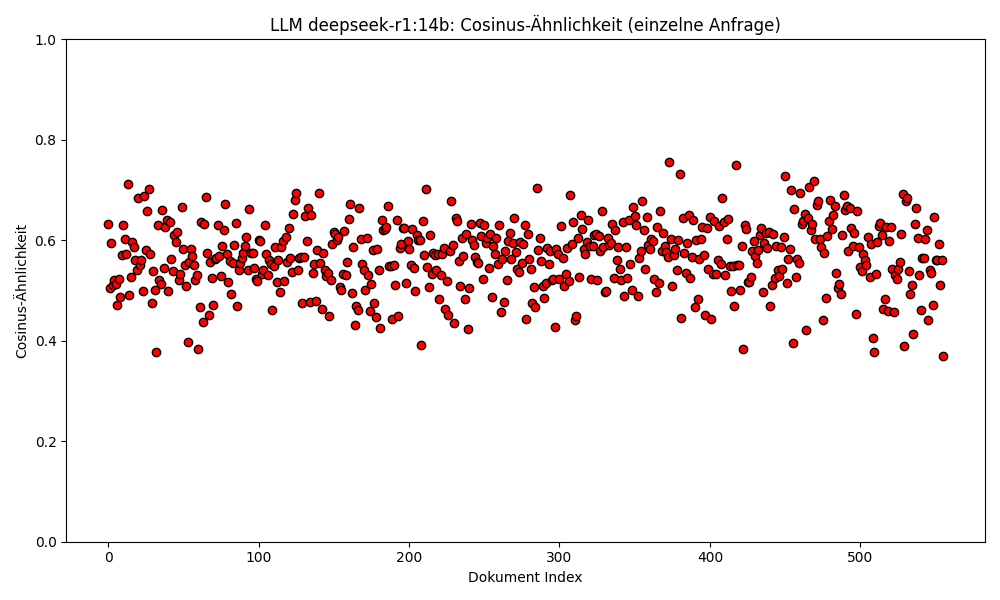 LLM deepseek-r1:14b: Cosinus-Ähnlichkeit (einzelne Anfrage)
1.0
0.8
0.6
0.4
0.2
0.0
Cosinus-Ähnlichkeit
0 100 200 300 400 500
Dokument Index